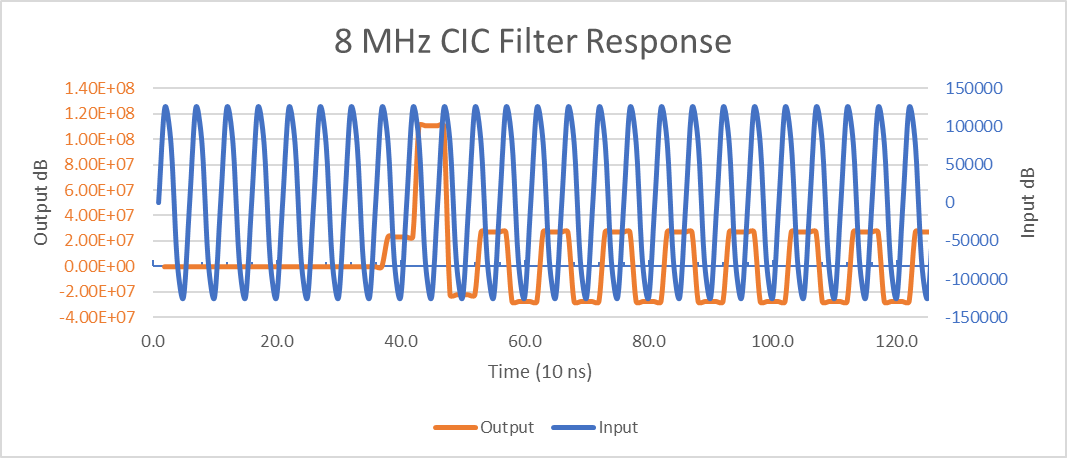 8 MHz CIC Filter Response
Output dB
1.40E+08
1.20E+08
1.00E+08
8.00E+07
6.00E+07
4.00E+07
2.00E+07
0.00E+00
-2.00E+07
-4.00E+07
150000
100000
50000
0
-50000
-100000
-150000
Input dB
0.0 20.0 40.0 60.0 80.0 100.0 120.0
Time (10 ns)
Output Input